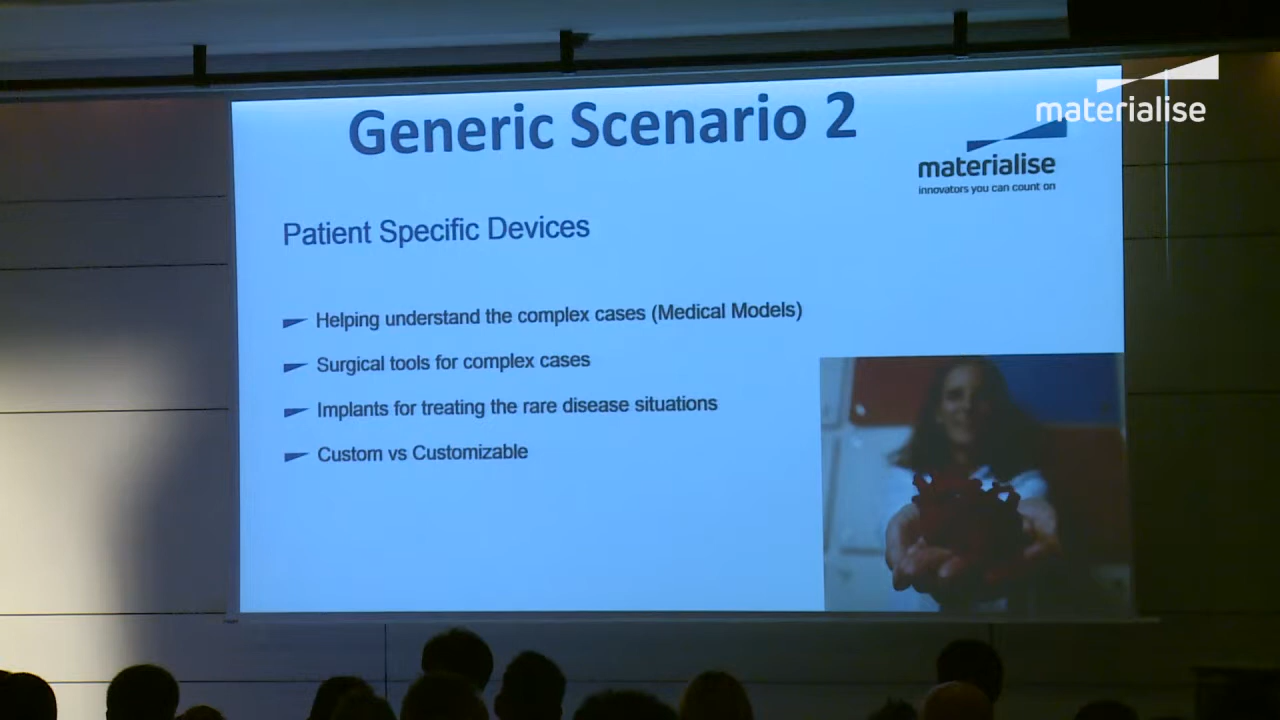 Generic Scenario 2
materialise
materialise
innovators you can count on
Patient Specific Devices
Helping understand the complex cases (Medical Models)
Surgical tools for complex cases
Implants for treating the rare disease situations
Custom vs Customizable